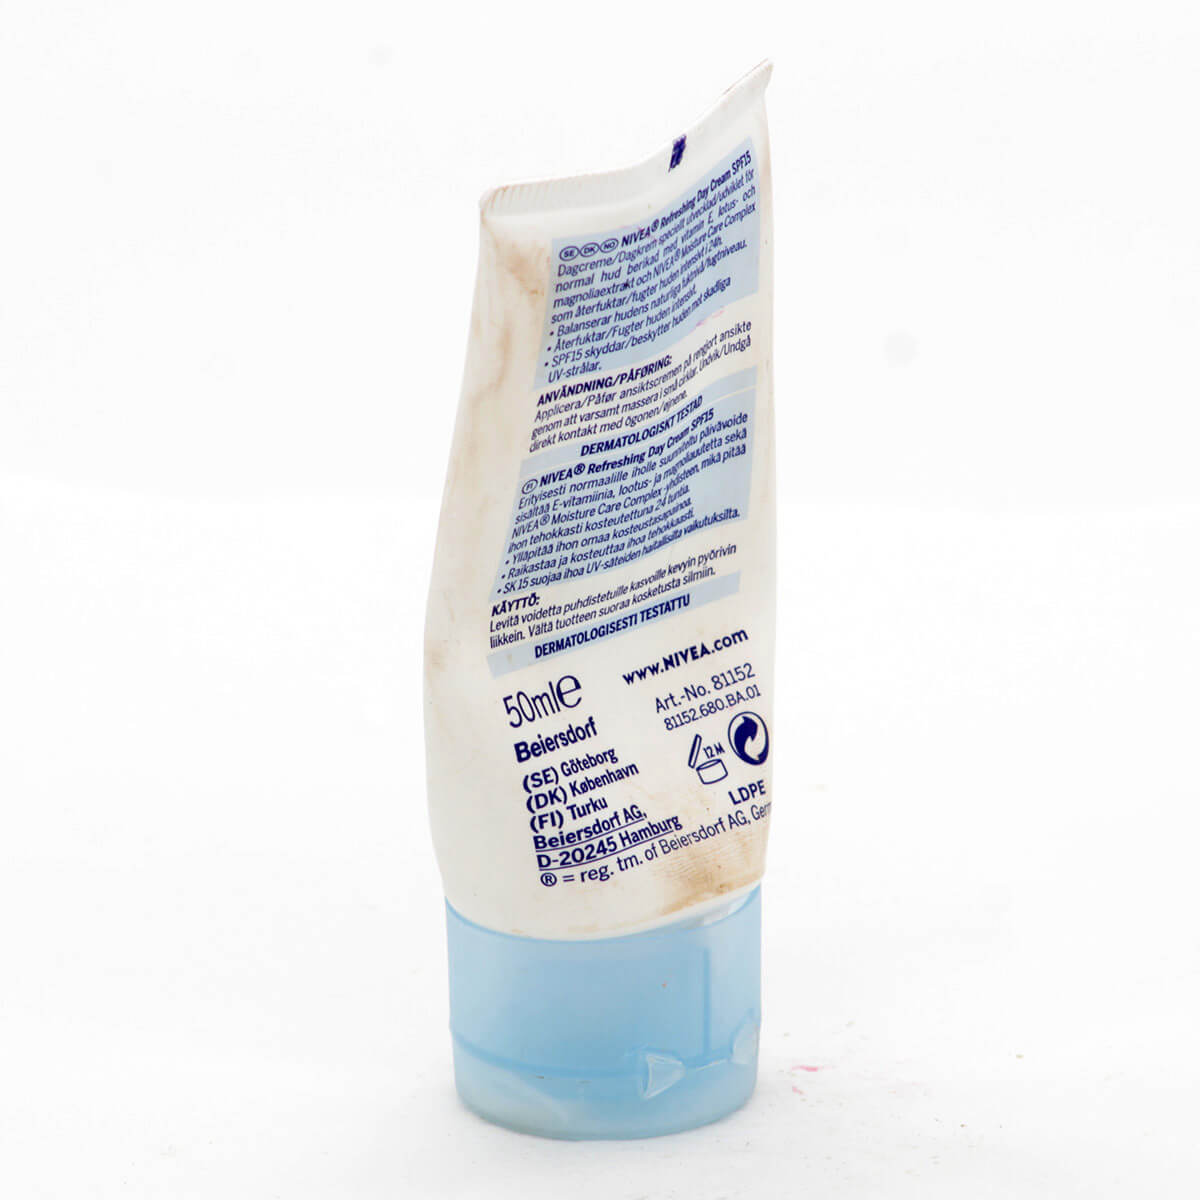 SE DK NO NIVEA® Refreshing Day Cream SPF15
Dagcreme/Dagkrem speciellt utvecklad/udviklet för
normal hud berikad med vitamin E, lotus- och
magnoliaextrakt och NIVEA® Moisture Care Complex
som återfuktar/fugter huden intensivt i 24h.
• Balanserar hudens naturliga fuktnivå/fugtniveau.
• Återfuktar/Fugter huden intensivt.
• SPF15 skyddar/beskytter huden mot skadliga
UV-strålar.
ANVÄNDNING/PÅFØRING:
Applicera/Påfør ansiktscremen på rengjort ansikte
genom att varsamt massera i små cirklar. Undvik/Undgå
direkt kontakt med ögonen/øjnene.
DERMATOLOGISKT TESTAD
FI NIVEA® Refreshing Day Cream SPF15
Erityisesti normaalille iholle suunniteltu päivävoide
sisältää E-vitamiinia, lootus- ja magnoliauutetta sekä
NIVEA® Moisture Care Complex -yhdisteen, mikä pitää
ihon tehokkasti kosteutettuna 24 tuntia.
• Ylläpitää ihon omaa kosteustasapainoa.
• Raikastaa ja kosteuttaa ihoa tehokkaasti.
• SK 15 suojaa ihoa UV-säteiden haitallisilta vaikutuksilta.
KÄYTTÖ:
Levitä voidetta puhdistetuille kasvoille kevyin pyörivin
liikkein. Vältä tuotteen suoraa kosketusta silmiin.
DERMATOLOGISESTI TESTATTU
www.NIVEA.com
50ml e
Art.-No. 81152
81152.680.BA.01
Beiersdorf
(SE) Göteborg
(DK) København
(FI) Turku
12 M
LDPE
Beiersdorf AG,
D-20245 Hamburg
® = reg. tm. of Beiersdorf AG, Germ